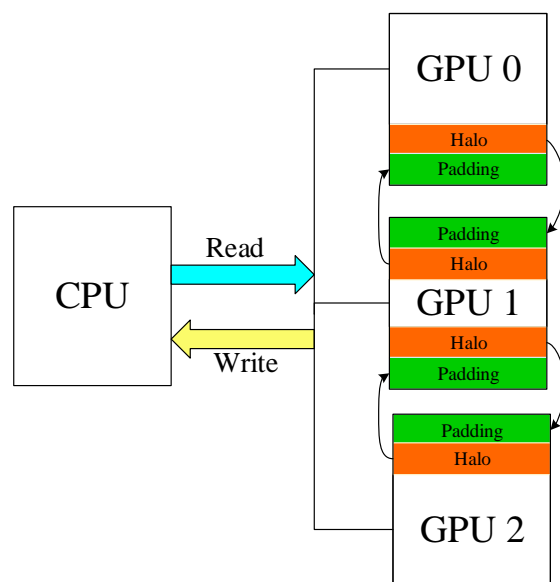 GPU 0
Halo
Padding
Padding
Halo
GPU 1
Halo
Padding
Padding
Halo
GPU 2
CPU
Read
Write